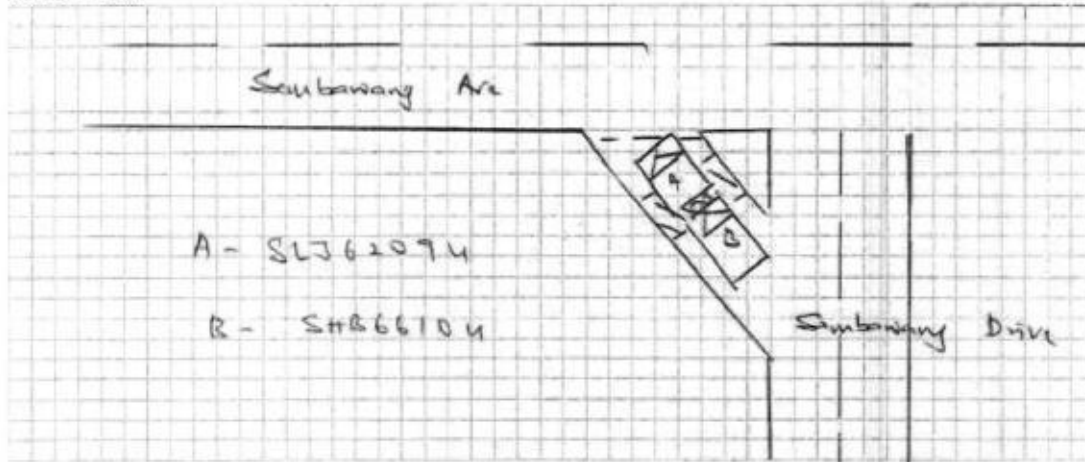 Sembawang Ave
A
B
A - SLJ6209U
B - SHB6610U
Sembawang Drive